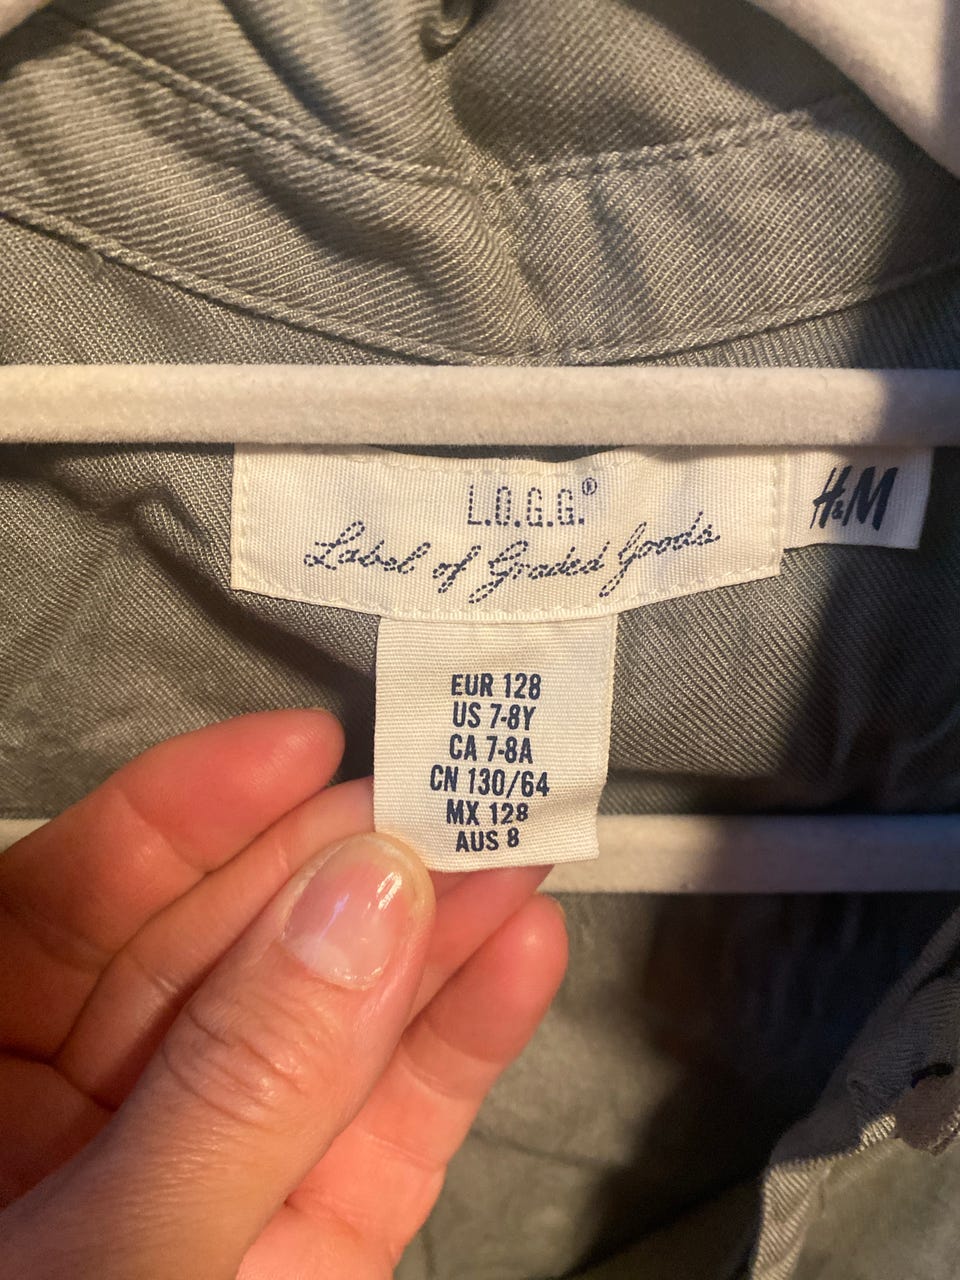 L.O.G.G.®
Label of Graded Goods
H&M
EUR 128
US 7-8Y
CA 7-8A
CN 130/64
MX 128
AUS 8